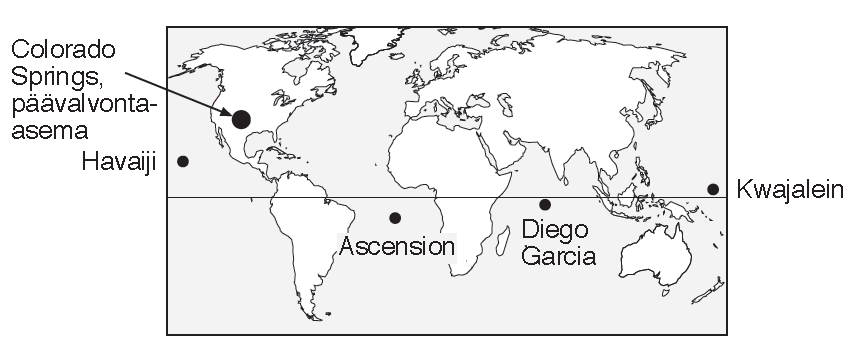 Colorado
Springs,
päävalvonta-
asema
Havaiji
Kwajalein
Ascension
Diego
Garcia